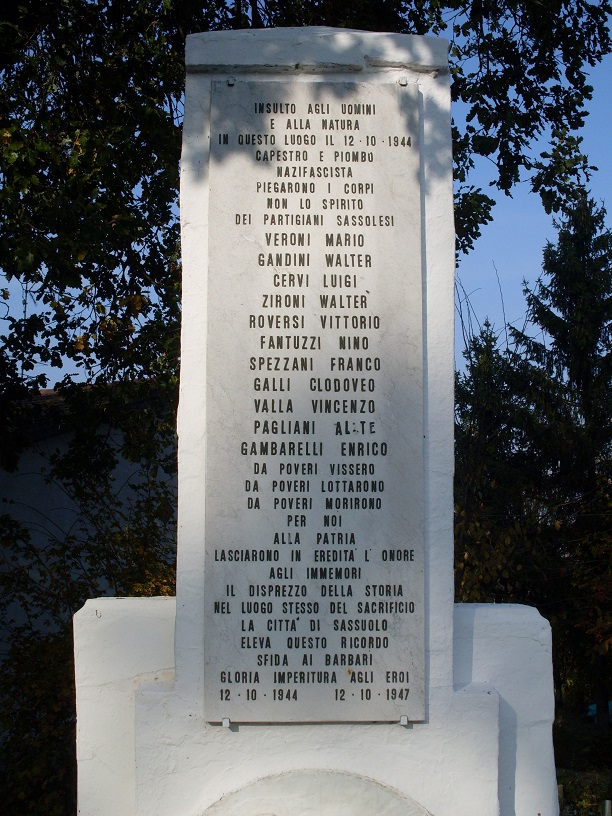 INSULTO AGLI UOMINI
E ALLA NATURA
IN QUESTO LUOGO IL 12·10·1944
CAPESTRO E PIOMBO
NAZIFASCISTA
PIEGARONO I CORPI
NON LO SPIRITO
DEI PARTIGIANI SASSOLESI
VERONI MARIO
GANDINI WALTER
CERVI LUIGI
ZIRONI WALTER
ROVERSI VITTORIO
FANTUZZI NINO
SPEZZANI FRANCO
GALLI CLODOVEO
VALLA VINCENZO
PAGLIANI
GAMBARELLI ENRICO
DA POVERI VISSERO
DA POVERI LOTTARONO
DA POVERI MORIRONO
PER NOI
ALLA PATRIA
LASCIARONO IN EREDITA' L' ONORE
AGLI IMMEMORI
IL DISPREZZO DELLA STORIA
NEL LUOGO STESSO DEL SACRIFICIO
LA CITTA' DI SASSUOLO
ELEVA QUESTO RICORDO
SFIDA AI BARBARI
GLORIA IMPERITURA AGLI EROI
12·10·1944 12·10·1947